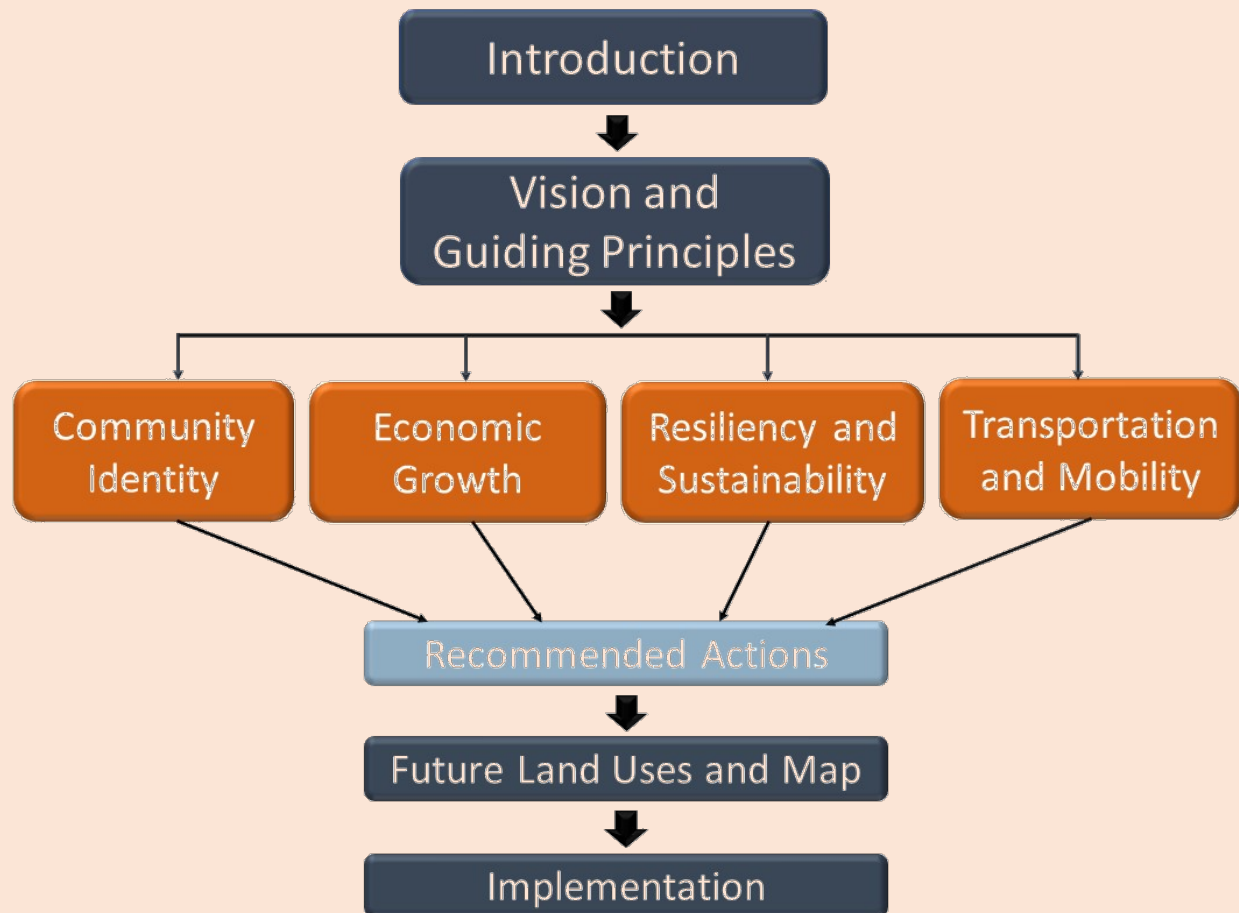 Introduction
Vision and
Guiding Principles
Community
Identity
Economic
Growth
Resiliency and
Sustainability
Transportation
and Mobility
Recommended Actions
Future Land Uses and Map
Implementation